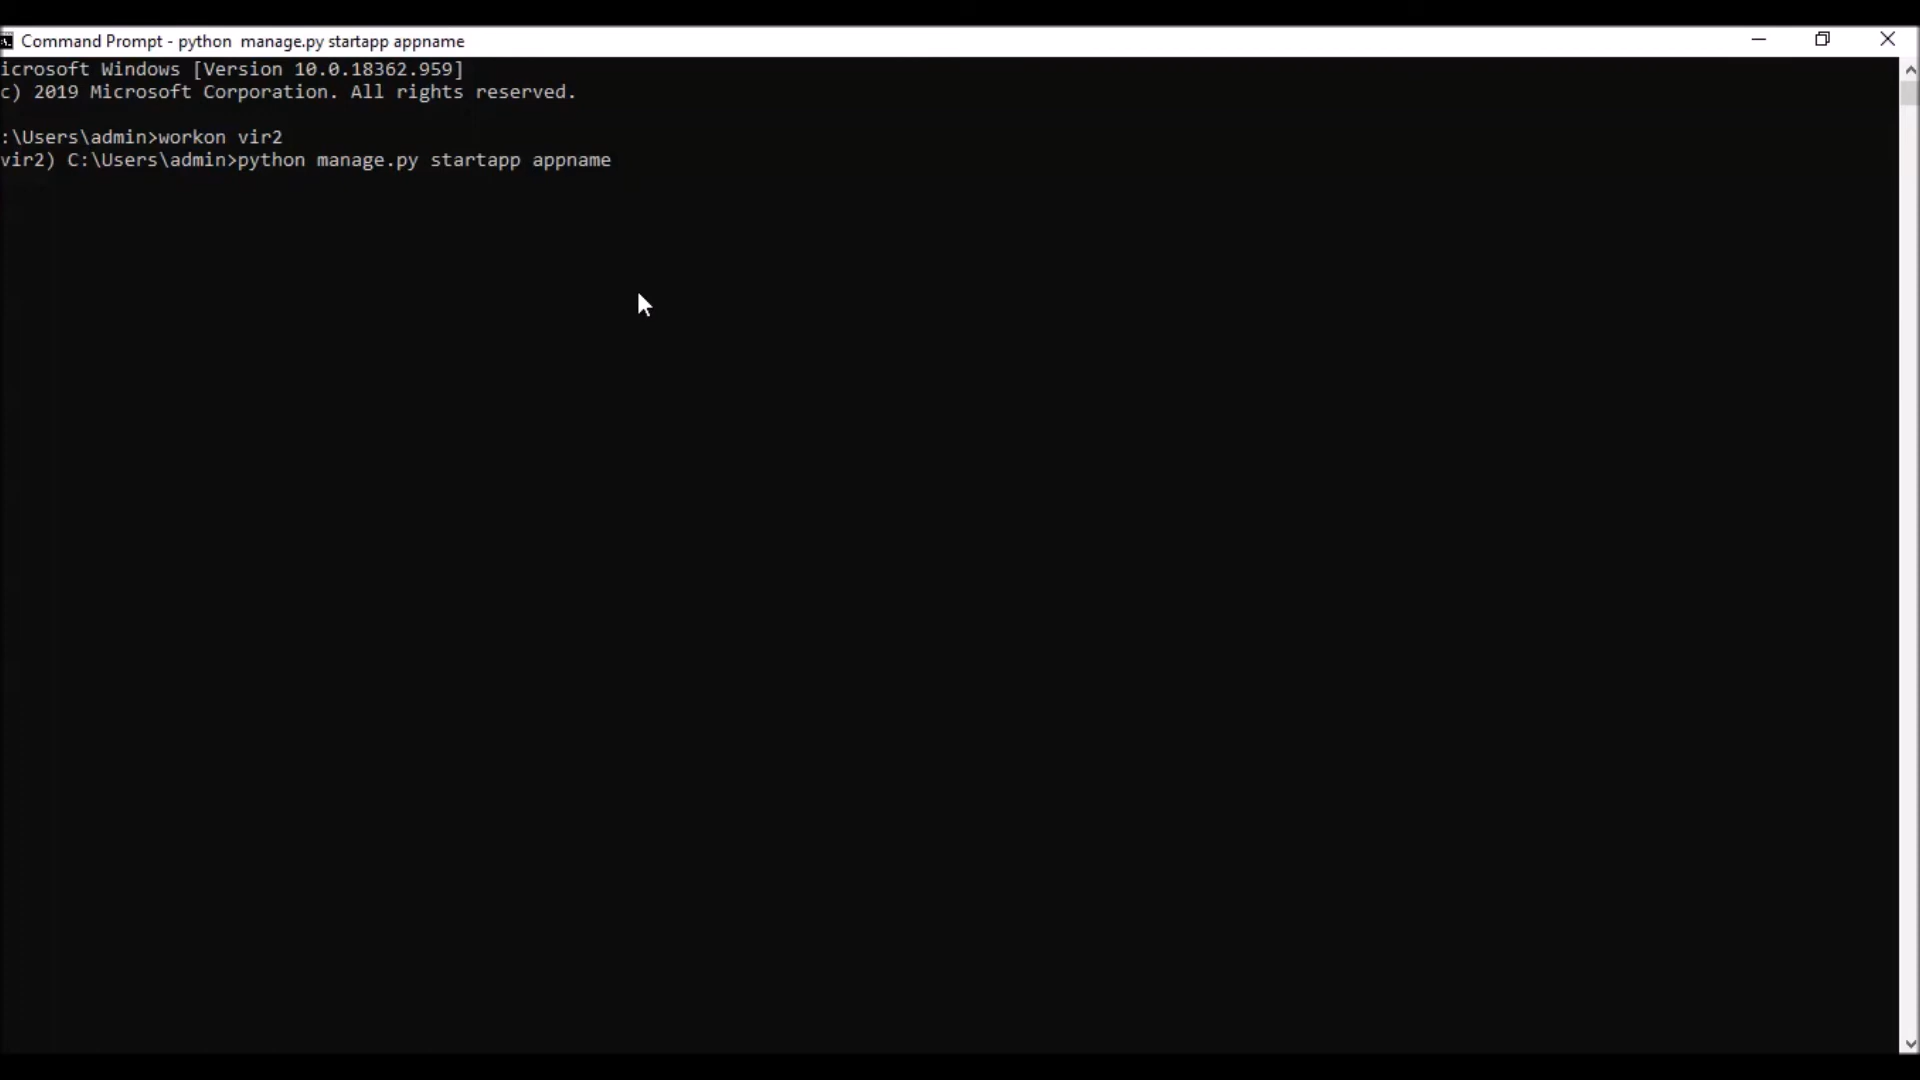 Command Prompt - python  manage.py startapp appname
icrosoft Windows [Version 10.0.18362.959]
c) 2019 Microsoft Corporation. All rights reserved.
:\Users\admin>workon vir2
vir2) C:\Users\admin>python manage.py startapp appname